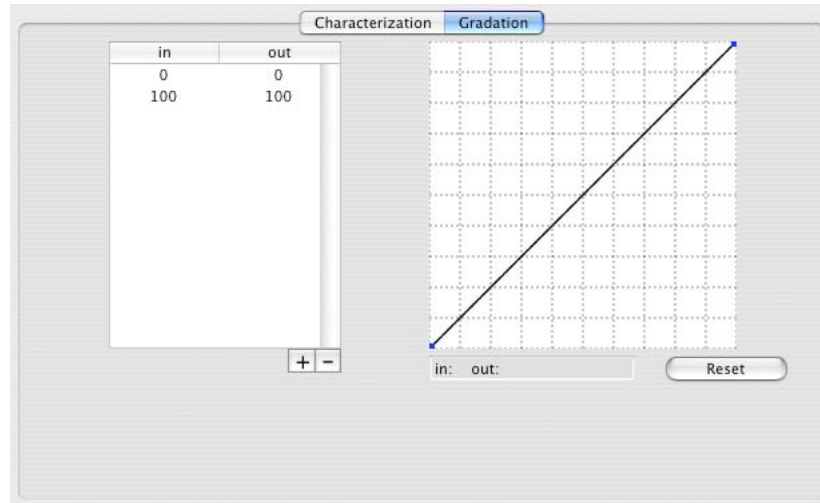 Characterization Gradation
in out
0 0
100 100
+ -
in: out:
Reset